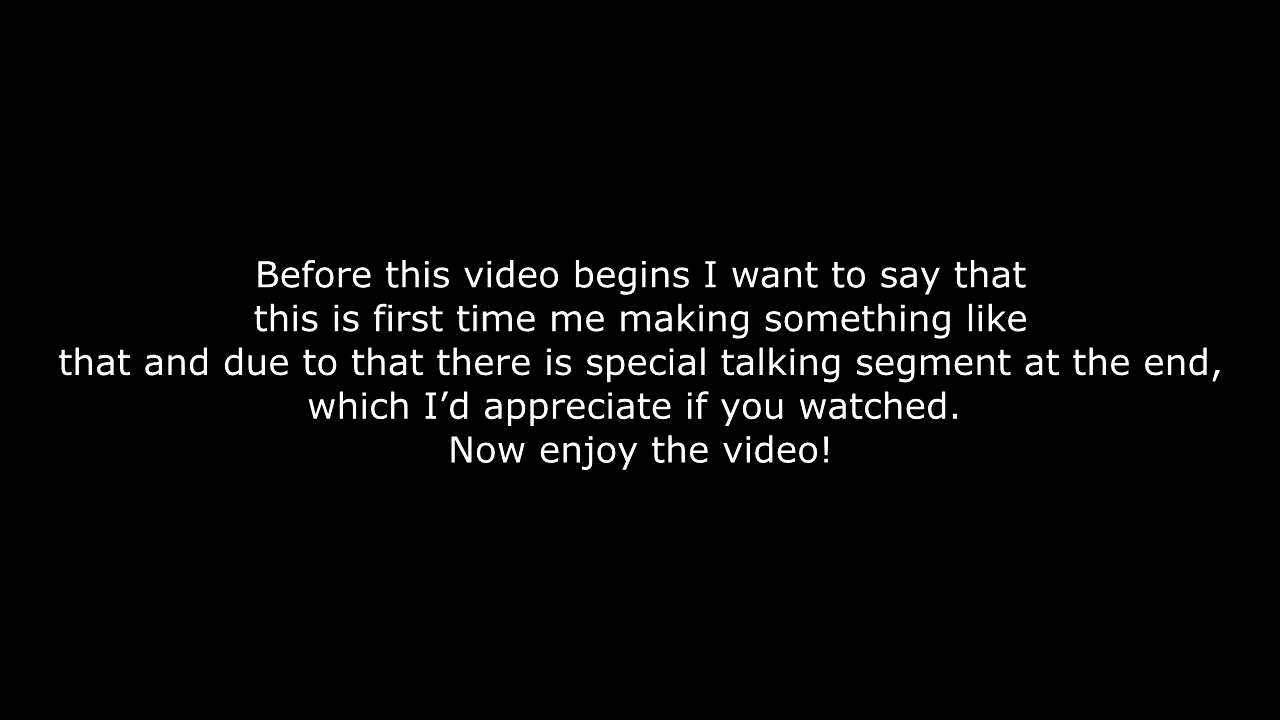 Before this video begins I want to say that
this is first time me making something like
that and due to that there is special talking segment at the end,
which I’d appreciate if you watched.
Now enjoy the video!